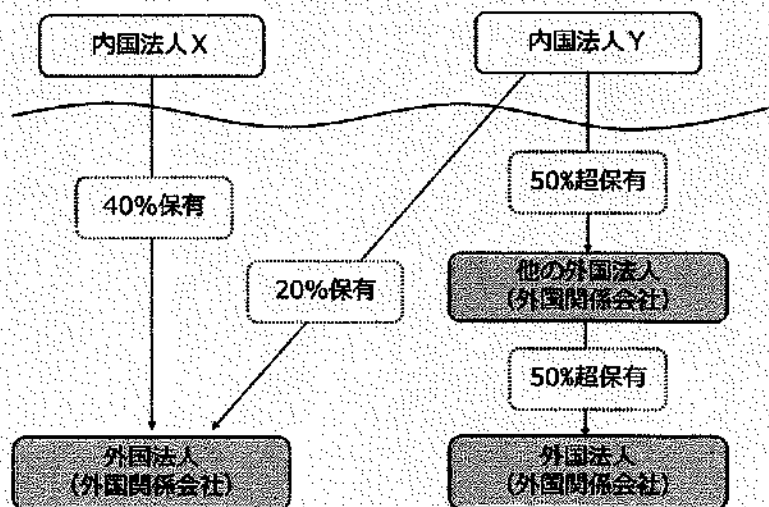 内国法人X
内国法人Y
50%超保有
40%保有
20%保有
他の外国法人
(外国関係会社)
50%超保有
外国法人
(外国関係会社)
外国法人
(外国関係会社)